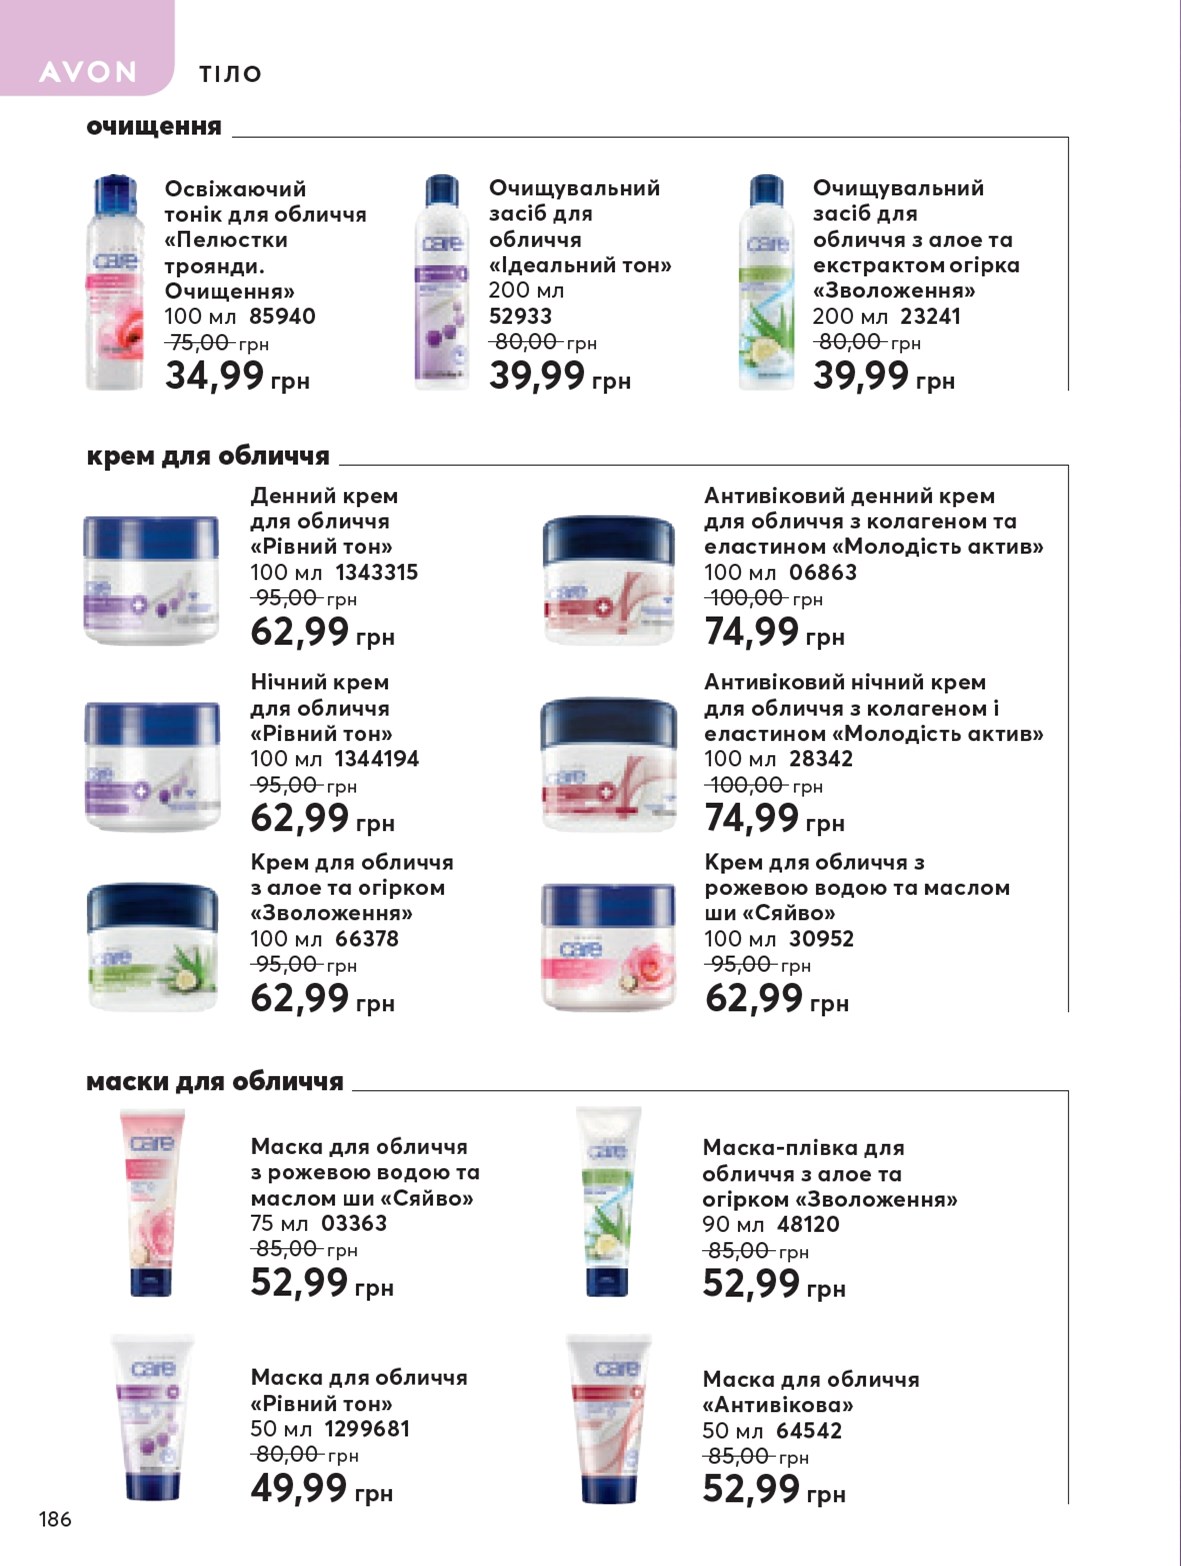 AVON
ТІЛО
очищення
Освіжаючий
тонік для обличчя
«Пелюстки
троянди.
Очищення»
100 мл 85940
75,00 грн
34,99 грн
Очищувальний
засіб для
обличчя
«Ідеальний тон»
200 мл
52933
80,00 грн
39,99 грн
Очищувальний
засіб для
обличчя з алое та
екстрактом огірка
«Зволоження»
200 мл 23241
80,00 грн
39,99 грн
care
care
care
крем для обличчя
Денний крем
для обличчя
«Рівний тон»
100 мл 1343315
95,00 грн
62,99 грн
Антивіковий денний крем
для обличчя з колагеном та
еластином «Молодість актив»
100 мл 06863
100,00 грн
74,99 грн
Нічний крем
для обличчя
«Рівний тон»
100 мл 1344194
95,00 грн
62,99 грн
Антивіковий нічний крем
для обличчя з колагеном і
еластином «Молодість актив»
100 мл 28342
100,00 грн
74,99 грн
Крем для обличчя
з алое та огірком
«Зволоження»
100 мл 66378
95,00 грн
62,99 грн
care
Крем для обличчя з
рожевою водою та маслом
ши «Сяйво»
100 мл 30952
95,00 грн
62,99 грн
care
маски для обличчя
care
Маска для обличчя
з рожевою водою та
маслом ши «Сяйво»
75 мл 03363
85,00 грн
52,99 грн
care
Маска-плівка для
обличчя з алое та
огірком «Зволоження»
90 мл 48120
85,00 грн
52,99 грн
care
Маска для обличчя
«Рівний тон»
50 мл 1299681
80,00 грн
49,99 грн
care
Маска для обличчя
«Антивікова»
50 мл 64542
85,00 грн
52,99 грн
186